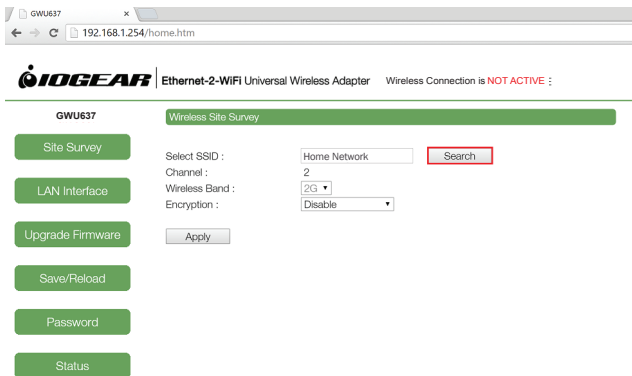 GWU637
192.168.1.254/home.htm
IOGEAR Ethernet-2-WiFi Universal Wireless Adapter Wireless Connection is NOT ACTIVE :
GWU637
Wireless Site Survey
Site Survey
Select SSID : Home Network Search
Channel : 2
LAN Interface
Wireless Band : 2G
Encryption : Disable
Upgrade Firmware
Apply
Save/Reload
Password
Status